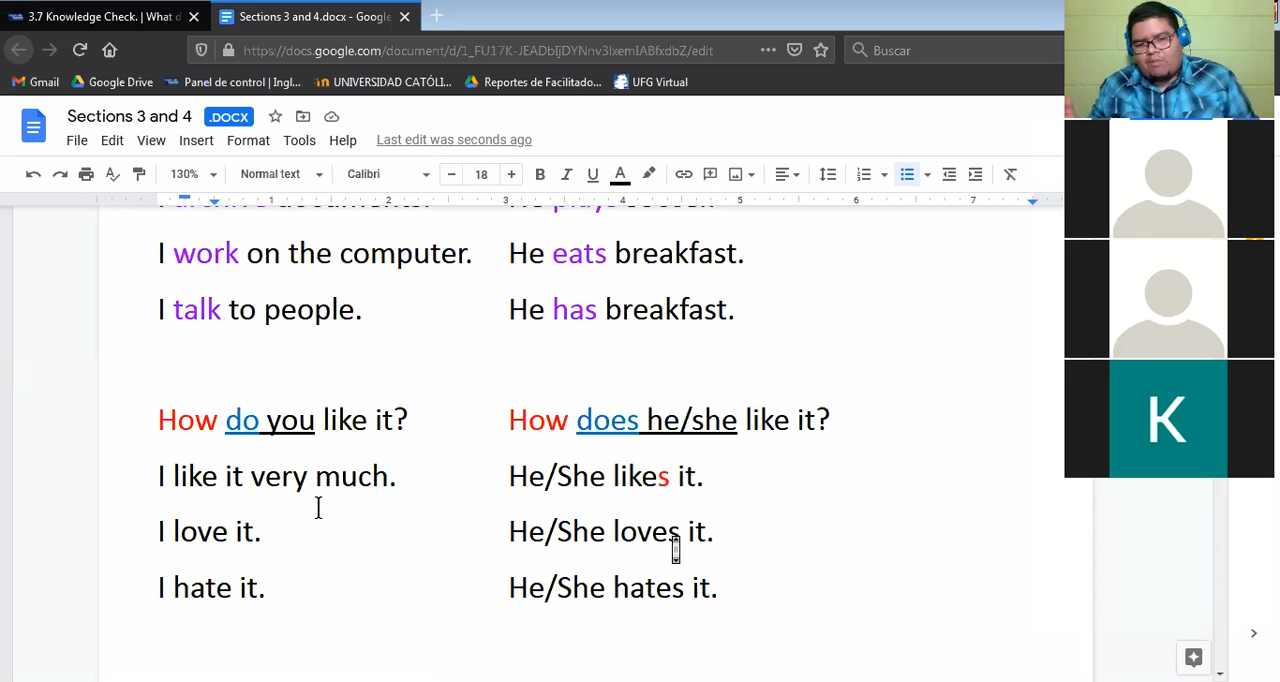 3.7 Knowledge Check. | What d
Sections 3 and 4.docx - Google
https://docs.google.com/document/d/1_FU17K-JEADbIjDYNnv3lxemIABfxdbZ/edit
Buscar
Gmail
Google Drive
Panel de control | Ingl...
UNIVERSIDAD CATÓLI...
Reportes de Facilitado...
UFG Virtual
Sections 3 and 4
.DOCX
File Edit View Insert Format Tools Help Last edit was seconds ago
130% Normal text Calibri 18
3 4 5 6 7
I work on the computer. He eats breakfast.
I talk to people. He has breakfast.
How do you like it? How does he/she like it?
I like it very much. He/She likes it.
I love it. He/She loves it.
I hate it. He/She hates it.
K